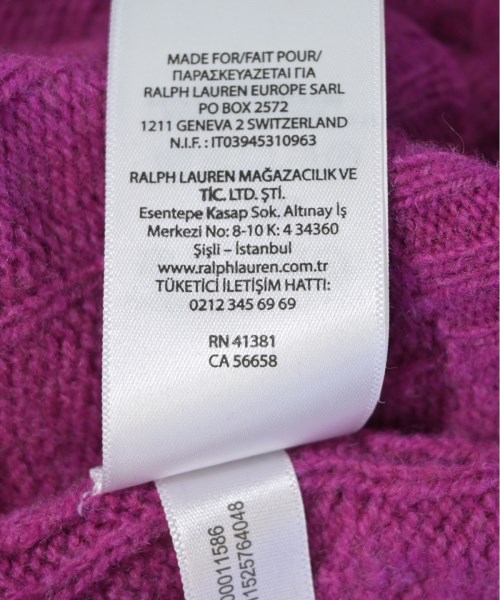 MADE FOR/FAIT POUR/
ΠΑΡΑΣΚΕΥΑΖΕΤΑΙ ΓΙΑ
RALPH LAUREN EUROPE SARL
PO BOX 2572
1211 GENEVA 2 SWITZERLAND
N.I.F. : IT03945310963
RALPH LAUREN MAĞAZACILIK VE
TİC. LTD. ŞTİ.
Esentepe Kasap Sok. Altınay İş
Merkezi No: 8-10 K: 4 34360
Şişli – İstanbul
www.ralphlauren.com.tr
TÜKETİCİ İLETİŞİM HATTI:
0212 345 69 69
RN 41381
CA 56658
00011586
1525764048